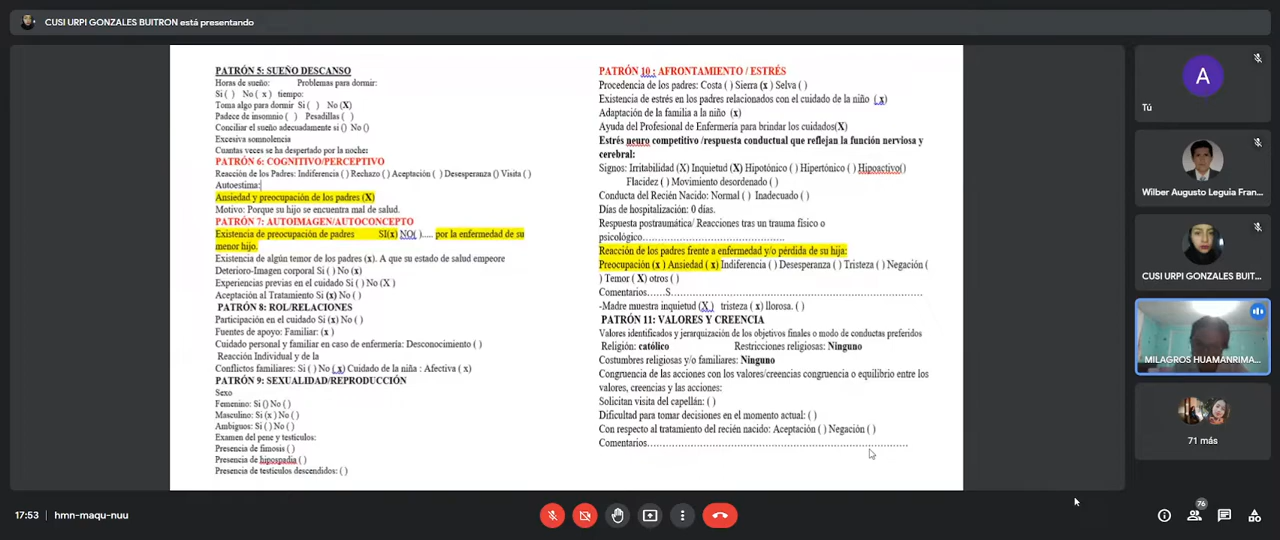 CUSI URPI GONZALES BUITRON está presentando
PATRÓN 5: SUEÑO DESCANSO
Horas de sueño: Problemas para dormir:
Si ( ) No ( x ) tiempo:
Toma algo para dormir Si ( ) No (X)
Padece de insomnio ( ) Pesadillas ( )
Conciliar el sueño adecuadamente si () No ()
Excesiva somnolencia
Cuantas veces se ha despertado por la noche:
PATRÓN 6: COGNITIVO/PERCEPTIVO
Reacción de los Padres: Indiferencia ( ) Rechazo ( ) Aceptación ( ) Desesperanza () Visita ( )
Autoestima:
Ansiedad y preocupación de los padres (X)
Motivo: Porque su hijo se encuentra mal de salud.
PATRÓN 7: AUTOIMAGEN/AUTOCONCEPTO
Existencia de preocupación de padres SI(x) NO( )..... por la enfermedad de su
menor hijo.
Existencia de algún temor de los padres (x). A que su estado de salud empeore
Deterioro-Imagen corporal Si ( ) No (x)
Experiencias previas en el cuidado Si ( ) No (X )
Aceptación al Tratamiento Si (x) No ( )
PATRÓN 8: ROL/RELACIONES
Participación en el cuidado Si (x) No ( )
Fuentes de apoyo: Familiar: (x )
Cuidado personal y familiar en caso de enfermería: Desconocimiento ( )
Reacción Individual y de la
Conflictos familiares: Si ( ) No ( x) Cuidado de la niña : Afectiva ( x)
PATRÓN 9: SEXUALIDAD/REPRODUCCIÓN
Sexo
Femenino: Si () No ( )
Masculino: Si (x ) No ( )
Ambiguos: Si ( ) No ( )
Examen del pene y testículos:
Presencia de fimosis ( )
Presencia de hipospadia ( )
Presencia de testículos descendidos: ( )
PATRÓN 10 : AFRONTAMIENTO / ESTRÉS
Procedencia de los padres: Costa ( ) Sierra (x ) Selva ( )
Existencia de estrés en los padres relacionados con el cuidado de la niño ( x)
Adaptación de la familia a la niño (x)
Ayuda del Profesional de Enfermeria para brindar los cuidados(X)
Estrés neuro competitivo /respuesta conductual que reflejan la función nerviosa y
cerebral:
Signos: Irritabilidad (X) Inquietud (X) Hipotónico ( ) Hipertónico ( ) Hipoactivo()
Flacidez ( ) Movimiento desordenado ( )
Conducta del Recién Nacido: Normal ( ) Inadecuado ( )
Días de hospitalización: 0 días.
Respuesta postraumática/ Reacciones tras un trauma físico o
psicológico..........................................
Reacción de los padres frente a enfermedad y/o pérdida de su hija:
Preocupación (x ) Ansiedad ( x) Indiferencia ( ) Desesperanza ( ) Tristeza ( ) Negación (
) Temor ( X) otros ( )
Comentarios......S..........................................................................
-Madre muestra inquietud (X ) tristeza ( x) llorosa. ( )
PATRÓN 11: VALORES Y CREENCIA
Valores identificados y jerarquización de los objetivos finales o modo de conductas preferidos
Religión: católico Restricciones religiosas: Ninguno
Costumbres religiosas y/o familiares: Ninguno
Congruencia de las acciones con los valores/creencias congruencia o equilibrio entre los
valores, creencias y las acciones:
Solicitan visita del capellán: ( )
Dificultad para tomar decisiones en el momento actual: ( )
Con respecto al tratamiento del recién nacido: Aceptación ( ) Negación ( )
Comentarios..............................................................................
A
Tú
Wilber Augusto Leguia Fran...
CUSI URPI GONZALES BUIT...
MILAGROS HUAMANRIMA...
71 más
17:53 hmn-maqu-nuu
76